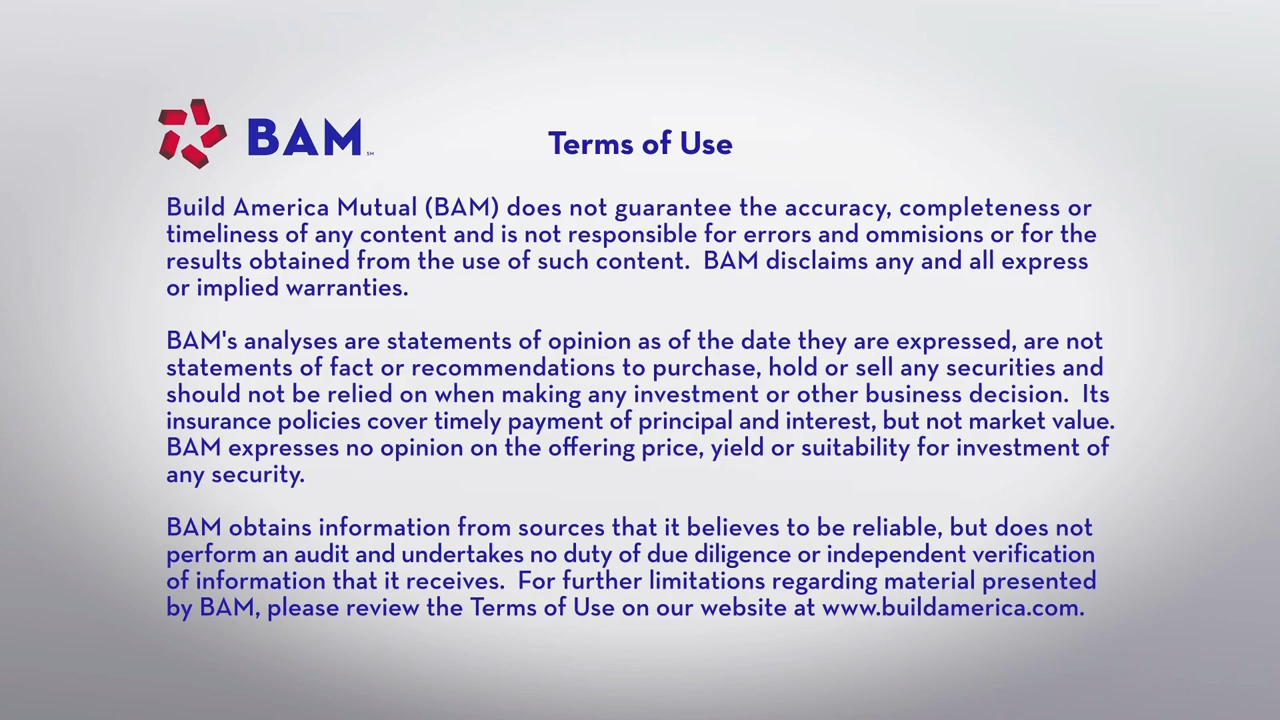 BAM℠
Terms of Use
Build America Mutual (BAM) does not guarantee the accuracy, completeness or
timeliness of any content and is not responsible for errors and ommisions or for the
results obtained from the use of such content.  BAM disclaims any and all express
or implied warranties.
BAM's analyses are statements of opinion as of the date they are expressed, are not
statements of fact or recommendations to purchase, hold or sell any securities and
should not be relied on when making any investment or other business decision.  Its
insurance policies cover timely payment of principal and interest, but not market value.
BAM expresses no opinion on the offering price, yield or suitability for investment of
any security.
BAM obtains information from sources that it believes to be reliable, but does not
perform an audit and undertakes no duty of due diligence or independent verification
of information that it receives.  For further limitations regarding material presented
by BAM, please review the Terms of Use on our website at www.buildamerica.com.